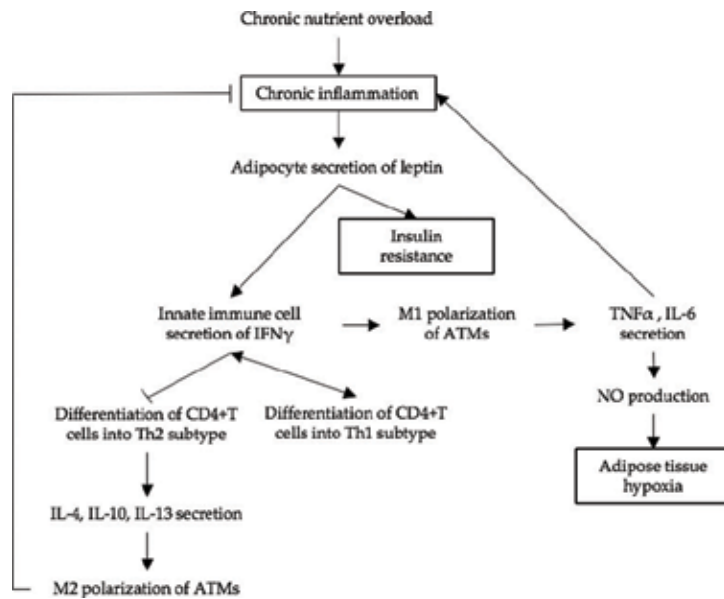 Chronic nutrient overload
Chronic inflammation
Adipocyte secretion of leptin
Insulin
resistance
Innate immune cell
secretion of IFNγ
M1 polarization
of ATMs
TNFα , IL-6
secretion
NO production
Differentiation of CD4+T
cells into Th2 subtype
Differentiation of CD4+T
cells into Th1 subtype
Adipose tissue
hypoxia
IL-4, IL-10, IL-13 secretion
M2 polarization of ATMs